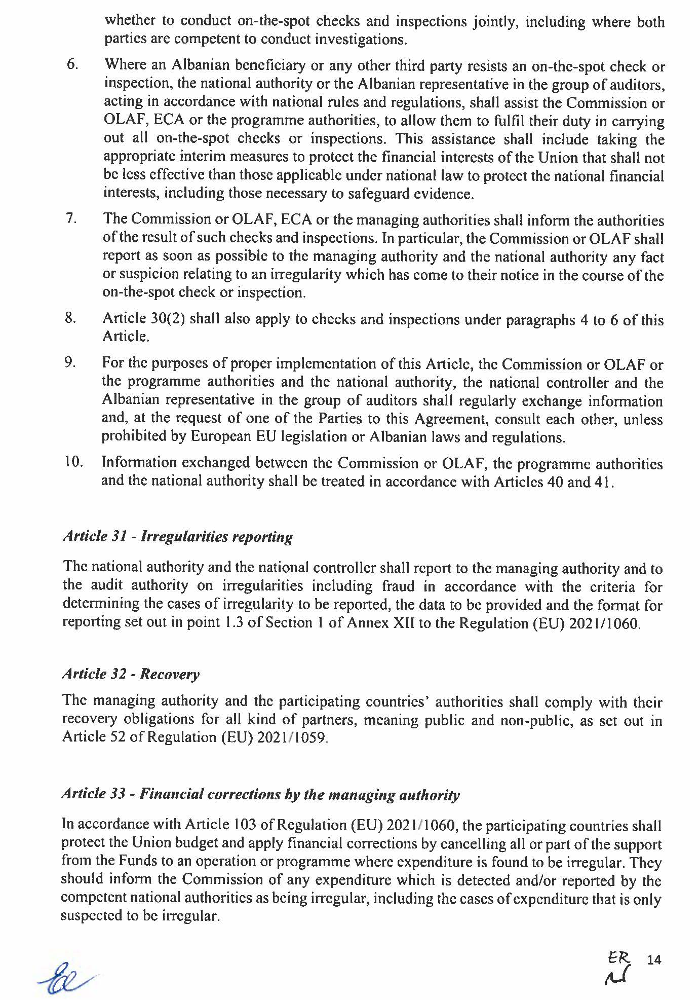 whether to conduct on-the-spot checks and inspections jointly, including where both
parties are competent to conduct investigations.
6. Where an Albanian beneficiary or any other third party resists an on-the-spot check or
inspection, the national authority or the Albanian representative in the group of auditors,
acting in accordance with national rules and regulations, shall assist the Commission or
OLAF, ECA or the programme authorities, to allow them to fulfil their duty in carrying
out all on-the-spot checks or inspections. This assistance shall include taking the
appropriate interim measures to protect the financial interests of the Union that shall not
be less effective than those applicable under national law to protect the national financial
interests, including those necessary to safeguard evidence.
7. The Commission or OLAF, ECA or the managing authorities shall inform the authorities
of the result of such checks and inspections. In particular, the Commission or OLAF shall
report as soon as possible to the managing authority and the national authority any fact
or suspicion relating to an irregularity which has come to their notice in the course of the
on-the-spot check or inspection.
8. Article 30(2) shall also apply to checks and inspections under paragraphs 4 to 6 of this
Article.
9. For the purposes of proper implementation of this Article, the Commission or OLAF or
the programme authorities and the national authority, the national controller and the
Albanian representative in the group of auditors shall regularly exchange information
and, at the request of one of the Parties to this Agreement, consult each other, unless
prohibited by European EU legislation or Albanian laws and regulations.
10. Information exchanged between the Commission or OLAF, the programme authorities
and the national authority shall be treated in accordance with Articles 40 and 41.
Article 31 - Irregularities reporting
The national authority and the national controller shall report to the managing authority and to
the audit authority on irregularities including fraud in accordance with the criteria for
determining the cases of irregularity to be reported, the data to be provided and the format for
reporting set out in point 1.3 of Section 1 of Annex XII to the Regulation (EU) 2021/1060.
Article 32 - Recovery
The managing authority and the participating countries' authorities shall comply with their
recovery obligations for all kind of partners, meaning public and non-public, as set out in
Article 52 of Regulation (EU) 2021/1059.
Article 33 - Financial corrections by the managing authority
In accordance with Article 103 of Regulation (EU) 2021/1060, the participating countries shall
protect the Union budget and apply financial corrections by cancelling all or part of the support
from the Funds to an operation or programme where expenditure is found to be irregular. They
should inform the Commission of any expenditure which is detected and/or reported by the
competent national authorities as being irregular, including the cases of expenditure that is only
suspected to be irregular.
ER 14